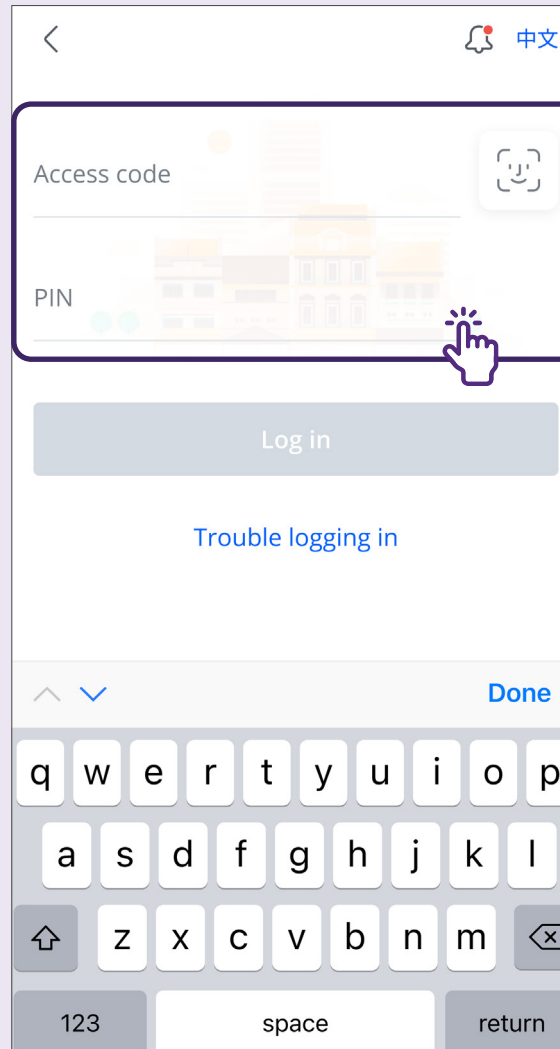 中文
Access code
PIN
Log in
Trouble logging in
Done
q w e r t y u i o p
a s d f g h j k l
z x c v b n m
123 space return